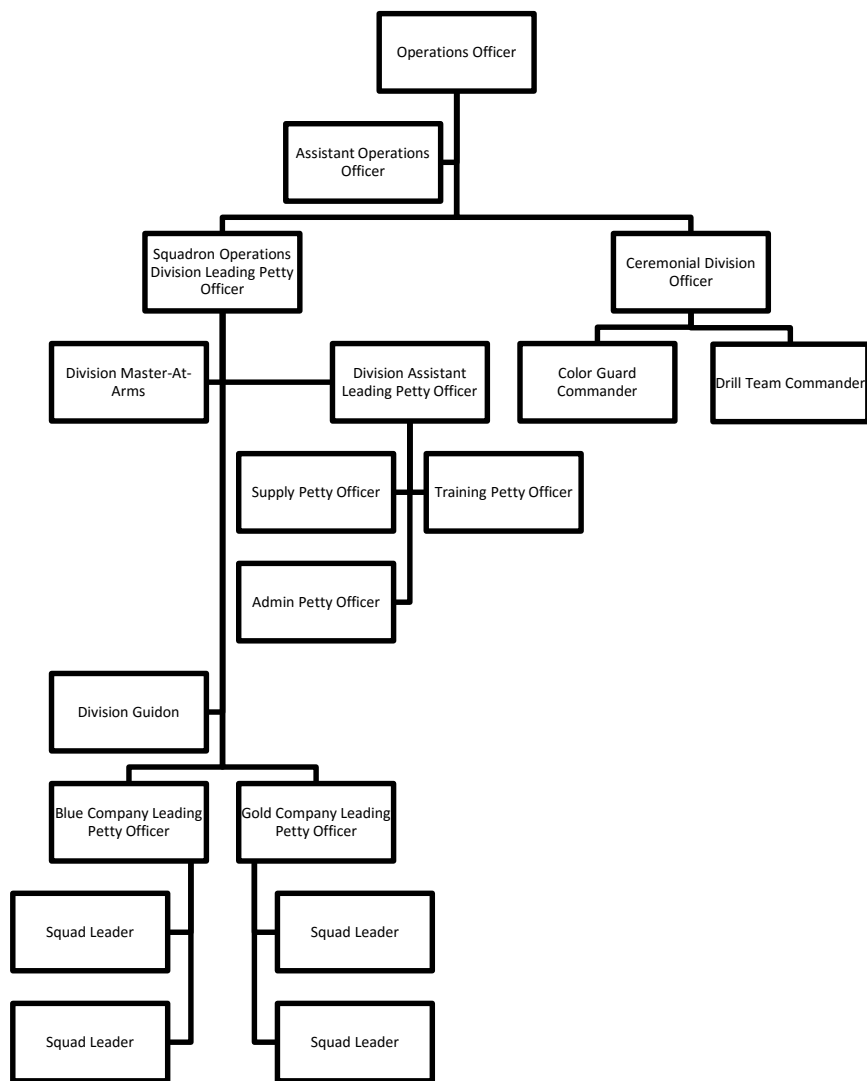 Operations Officer
Assistant Operations
Officer
Squadron Operations
Division Leading Petty
Officer
Ceremonial Division
Officer
Division Master-At-
Arms
Division Assistant
Leading Petty Officer
Color Guard
Commander
Drill Team Commander
Supply Petty Officer
Training Petty Officer
Admin Petty Officer
Division Guidon
Blue Company Leading
Petty Officer
Gold Company Leading
Petty Officer
Squad Leader
Squad Leader
Squad Leader
Squad Leader